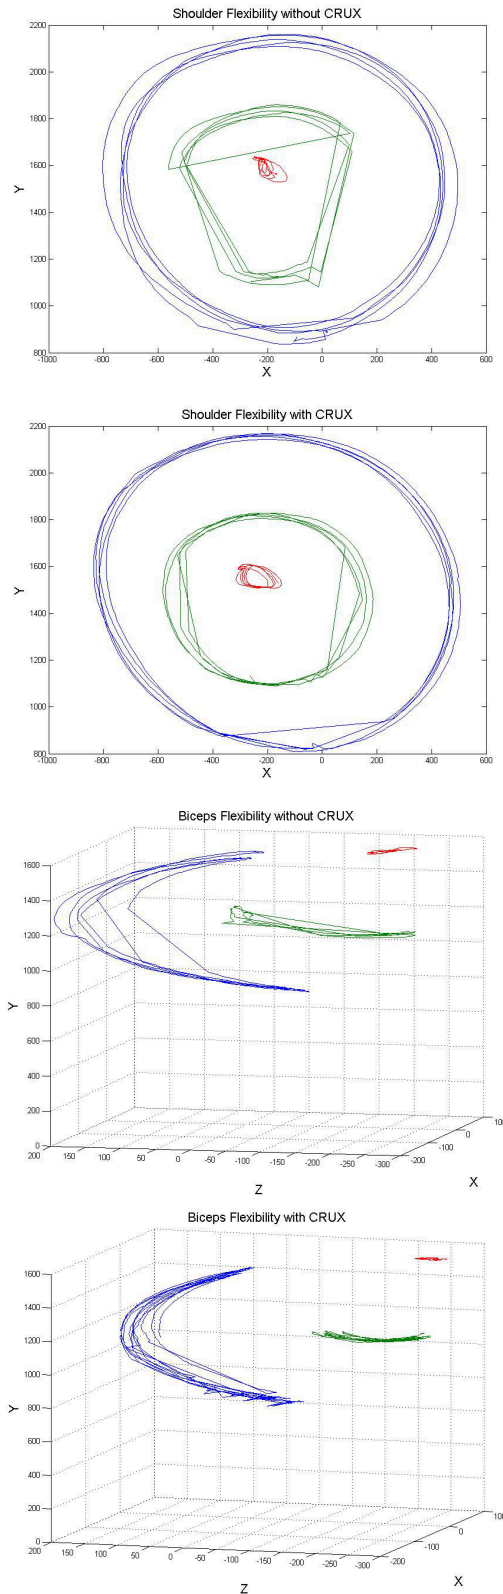 Shoulder Flexibility without CRUX
2200
2000
1800
1600
Y
1400
1200
1000
800
-1000 -800 -600 -400 -200 0 200 400 600
X
Shoulder Flexibility with CRUX
2200
2000
1800
1600
Y
1400
1200
1000
800
-1000 -800 -600 -400 -200 0 200 400 600
X
Biceps Flexibility without CRUX
1600
1400
1200
1000
Y
800
600
400
200
0
200 150 100 50 0 -50 -100 -150 -200 -250 -300
-200 -100 0 100
Z
X
Biceps Flexibility with CRUX
1600
1400
1200
1000
Y
800
600
400
200
0
200 150 100 50 0 -50 -100 -150 -200 -250 -300
-200 -100 0 100
Z
X